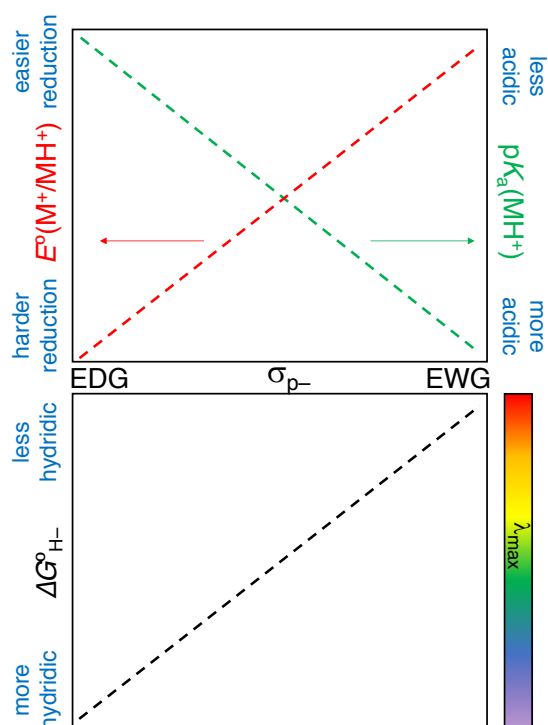 easier
reduction
E°(M⁺/MH⁺)
harder
reduction
less
acidic
pKₐ(MH⁺)
more
acidic
EDG
σp–
EWG
less
hydridic
ΔG°H–
more
hydridic
λmax